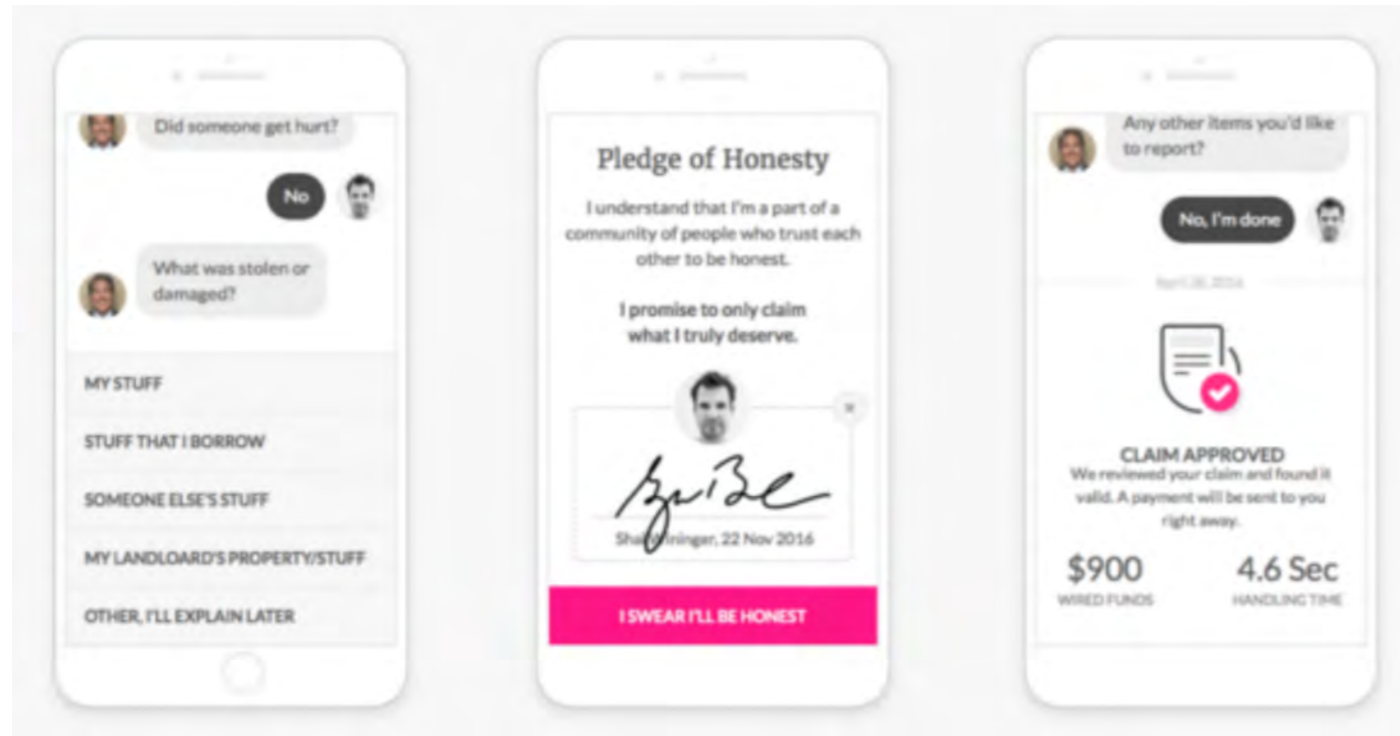 Did someone get hurt?
No
What was stolen or
damaged?
MY STUFF
STUFF THAT I BORROW
SOMEONE ELSE'S STUFF
MY LANDLOARD'S PROPERTY/STUFF
OTHER, I'LL EXPLAIN LATER
Pledge of Honesty
I understand that I'm a part of a
community of people who trust each
other to be honest.
I promise to only claim
what I truly deserve.
22 Nov 2016
I SWEAR I'LL BE HONEST
Any other items you'd like
to report?
No, I'm done
CLAIM APPROVED
We reviewed your claim and found it
valid. A payment will be sent to you
right away.
$900
4.6 Sec
WIRED FUNDS
HANDLING TIME